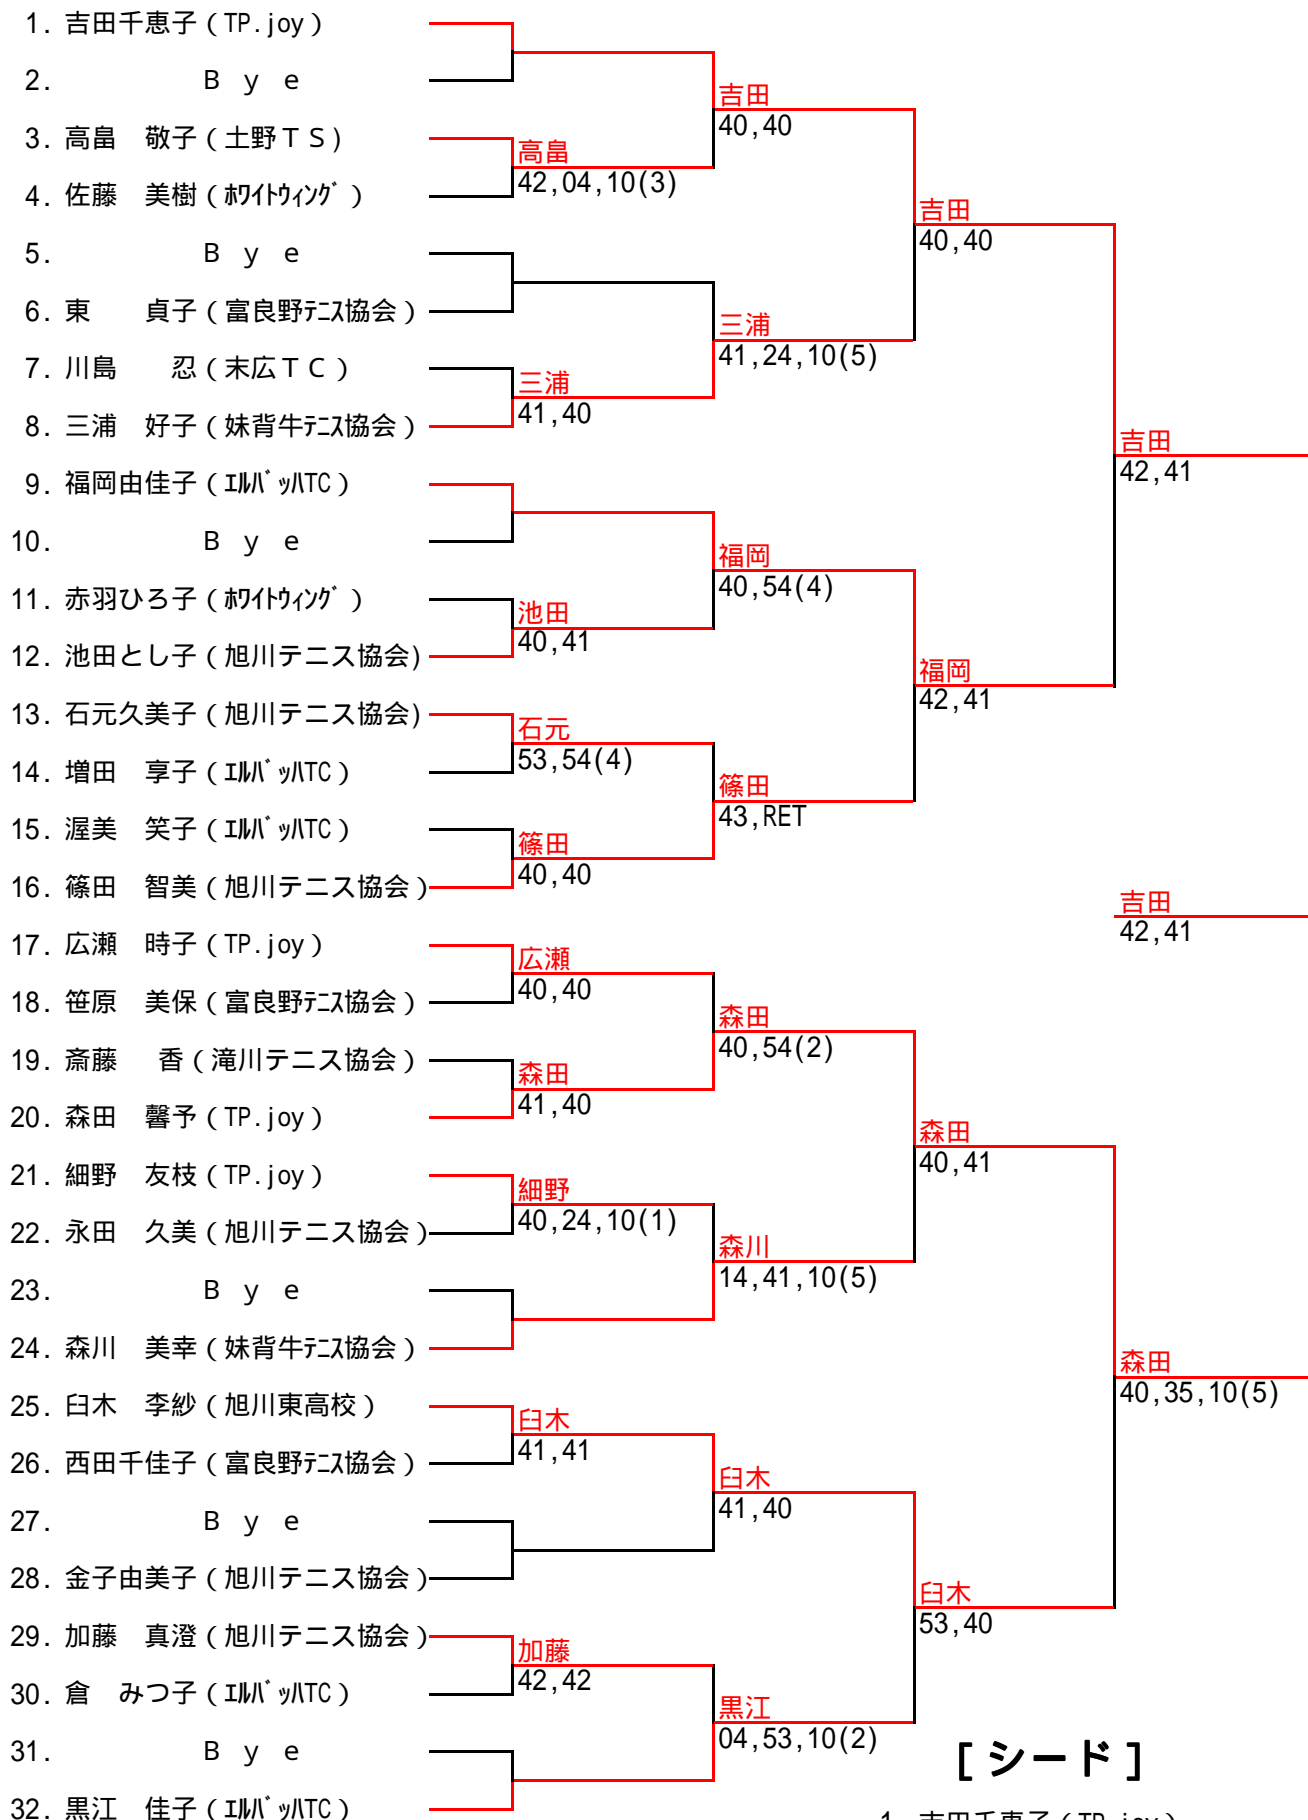 1. 吉田千恵子 ( TP.joy )
2. Ｂｙｅ
3. 高畠　敬子 ( 土野ＴＳ )
4. 佐藤　美樹 ( ﾎﾜｲﾄｳｨﾝｸﾞ )
5. Ｂｙｅ
6. 東　　貞子 ( 富良野ﾃﾆｽ協会 )
7. 川島　　忍 ( 末広ＴＣ )
8. 三浦　好子 ( 妹背牛ﾃﾆｽ協会 )
9. 福岡由佳子 ( ｴﾙﾊﾞｯﾊTC )
10. Ｂｙｅ
11. 赤羽ひろ子 ( ﾎﾜｲﾄｳｨﾝｸﾞ )
12. 池田とし子 ( 旭川テニス協会)
13. 石元久美子 ( 旭川テニス協会)
14. 増田　享子 ( ｴﾙﾊﾞｯﾊTC )
15. 渥美　笑子 ( ｴﾙﾊﾞｯﾊTC )
16. 篠田　智美 ( 旭川テニス協会 )
17. 広瀬　時子 ( TP.joy )
18. 笹原　美保 ( 富良野ﾃﾆｽ協会 )
19. 斎藤　香 ( 滝川テニス協会 )
20. 森田　馨予 ( TP.joy )
21. 細野　友枝 ( TP.joy )
22. 永田　久美 ( 旭川テニス協会 )
23. Ｂｙｅ
24. 森川　美幸 ( 妹背牛ﾃﾆｽ協会 )
25. 臼木　李紗 ( 旭川東高校 )
26. 西田千佳子 ( 富良野ﾃﾆｽ協会 )
27. Ｂｙｅ
28. 金子由美子 ( 旭川テニス協会 )
29. 加藤　真澄 ( 旭川テニス協会 )
30. 倉　みつ子 ( ｴﾙﾊﾞｯﾊTC )
31. Ｂｙｅ
32. 黒江　佳子 ( ｴﾙﾊﾞｯﾊTC )
高畠
42,04,10(3)
三浦
41,40
池田
40,41
石元
53,54(4)
篠田
40,40
広瀬
40,40
森田
41,40
細野
40,24,10(1)
臼木
41,41
加藤
42,42
吉田
40,40
三浦
41,24,10(5)
福岡
40,54(4)
篠田
43,RET
森田
40,54(2)
森川
14,41,10(5)
臼木
41,40
黒江
04,53,10(2)
吉田
40,40
福岡
42,41
森田
40,41
臼木
53,40
吉田
42,41
森田
40,35,10(5)
吉田
42,41
[ シード ]
1. 吉田千恵子 ( TP.joy )